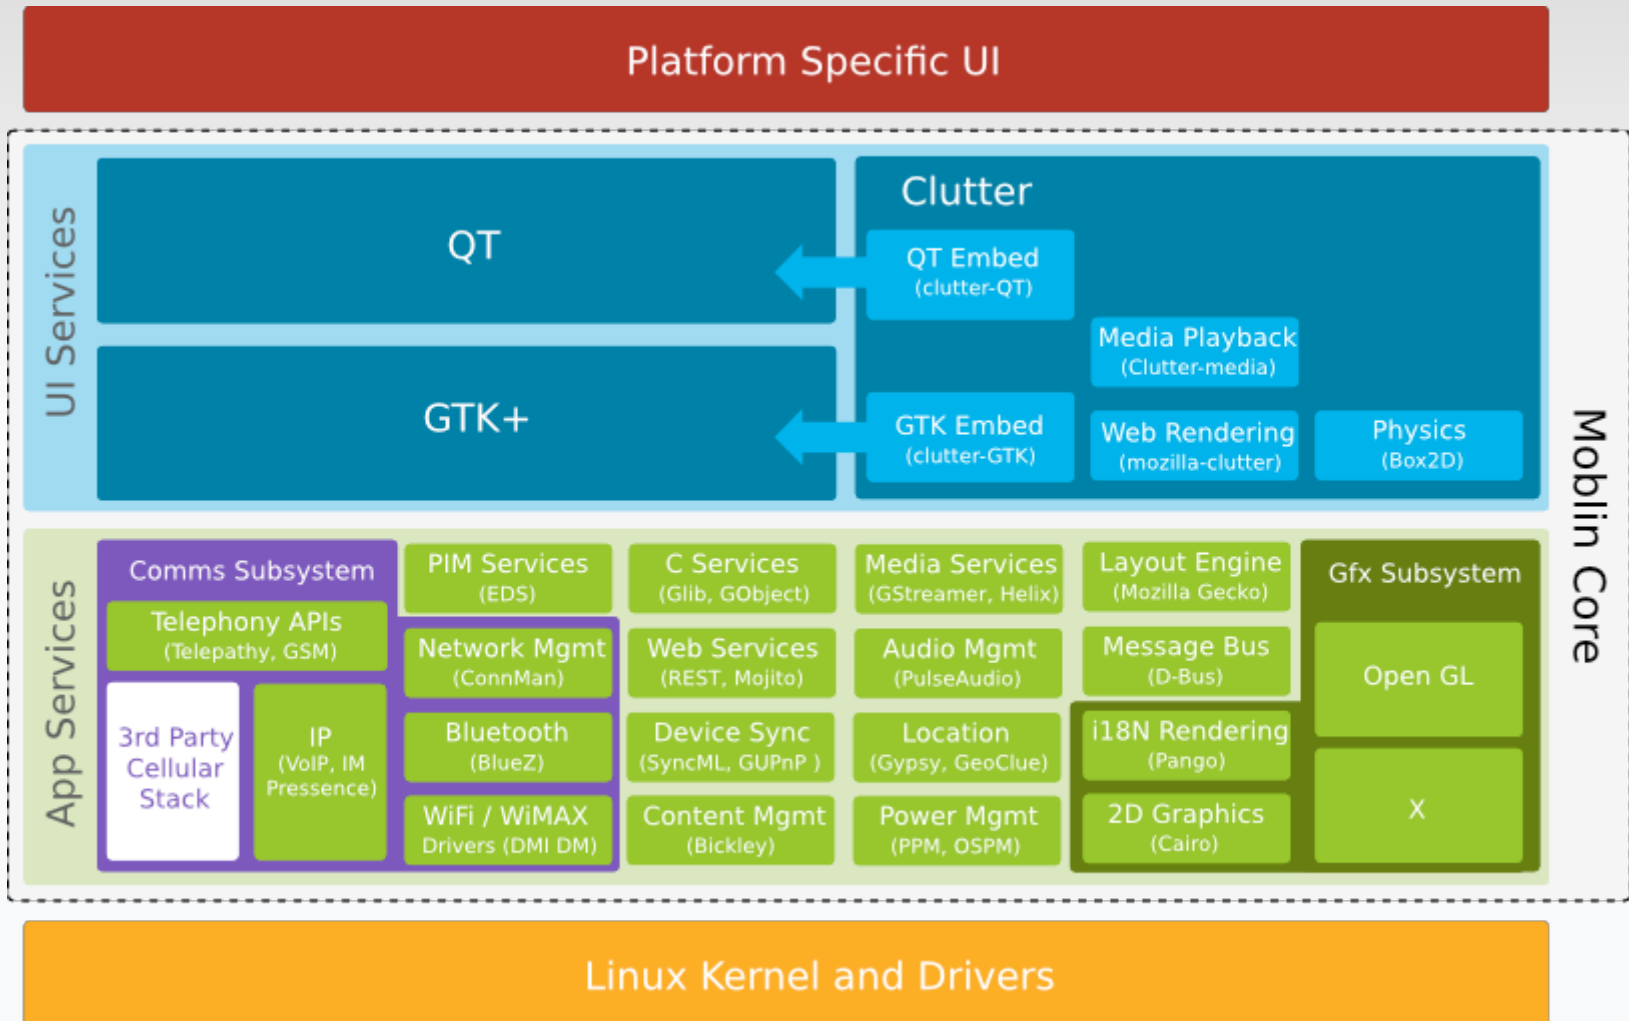 Platform Specific UI
UI Services
QT
GTK+
Clutter
QT Embed
(clutter-QT)
GTK Embed
(clutter-GTK)
Media Playback
(Clutter-media)
Web Rendering
(mozilla-clutter)
Physics
(Box2D)
Moblin Core
App Services
Comms Subsystem
Telephony APIs
(Telepathy, GSM)
3rd Party
Cellular
Stack
IP
(VoIP, IM
Pressence)
PIM Services
(EDS)
Network Mgmt
(ConnMan)
Bluetooth
(BlueZ)
WiFi / WiMAX
Drivers (DMI DM)
C Services
(Glib, GObject)
Web Services
(REST, Mojito)
Device Sync
(SyncML, GUPnP )
Content Mgmt
(Bickley)
Media Services
(GStreamer, Helix)
Audio Mgmt
(PulseAudio)
Location
(Gypsy, GeoClue)
Power Mgmt
(PPM, OSPM)
Layout Engine
(Mozilla Gecko)
Message Bus
(D-Bus)
i18N Rendering
(Pango)
2D Graphics
(Cairo)
Gfx Subsystem
Open GL
X
Linux Kernel and Drivers